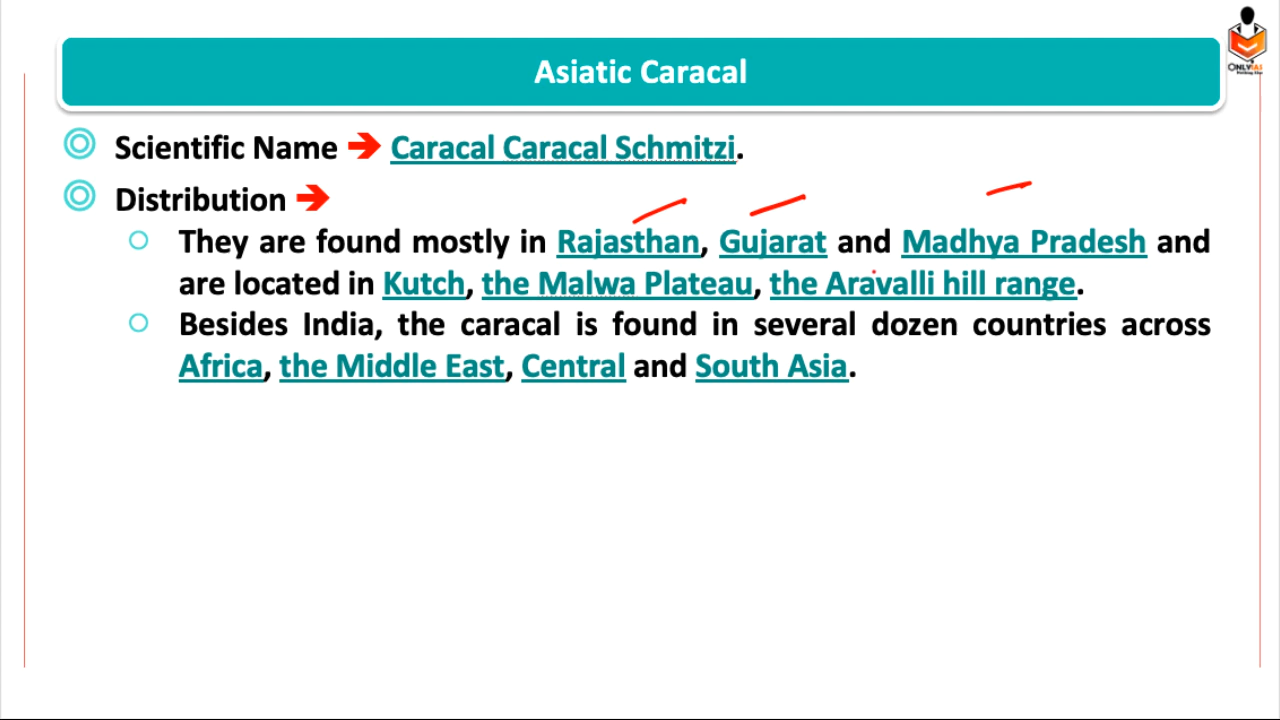 Asiatic Caracal
ONLYIAS
Scientific Name ➔ Caracal Caracal Schmitzi.
Distribution ➔
They are found mostly in Rajasthan, Gujarat and Madhya Pradesh and
are located in Kutch, the Malwa Plateau, the Aravalli hill range.
Besides India, the caracal is found in several dozen countries across
Africa, the Middle East, Central and South Asia.